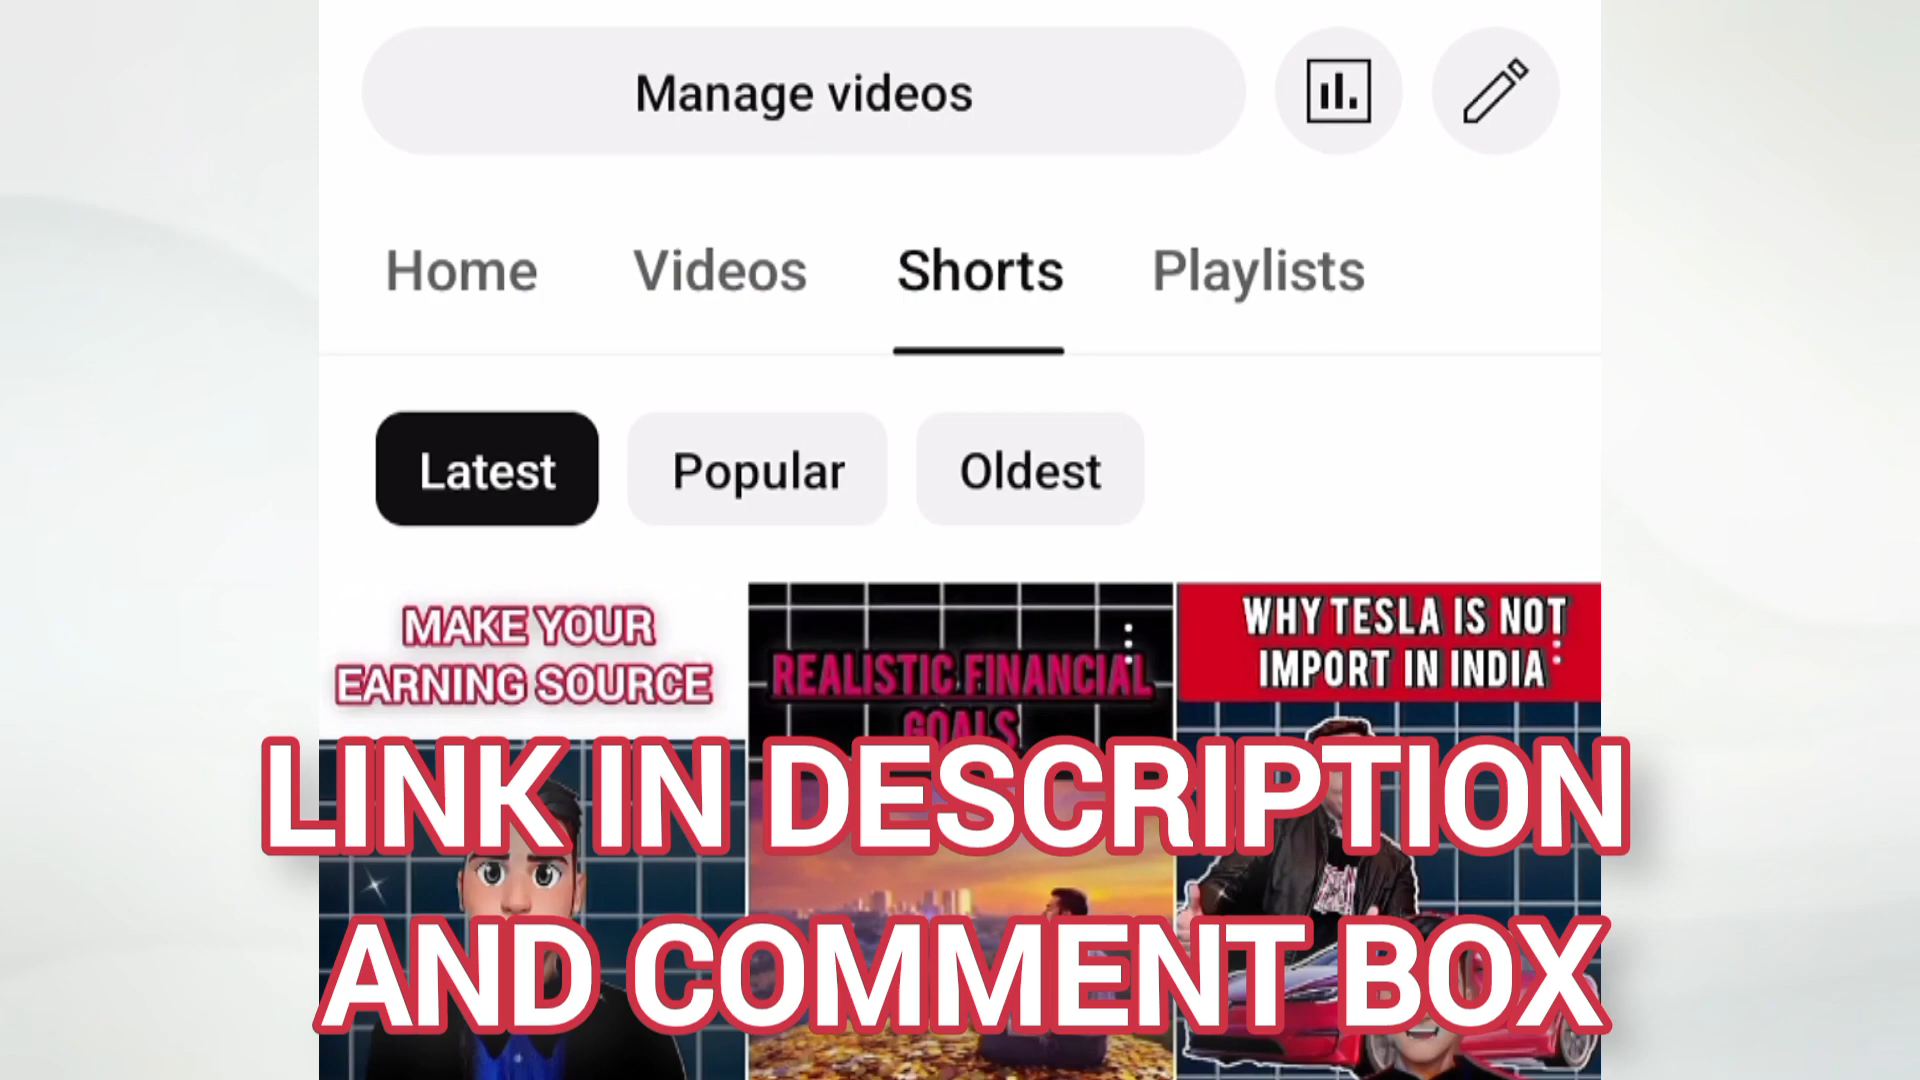 Manage videos
Home Videos Shorts Playlists
Latest Popular Oldest
MAKE YOUR
EARNING SOURCE
REALISTIC FINANCIAL
GOALS
WHY TESLA IS NOT
IMPORT IN INDIA
LINK IN DESCRIPTION
AND COMMENT BOX